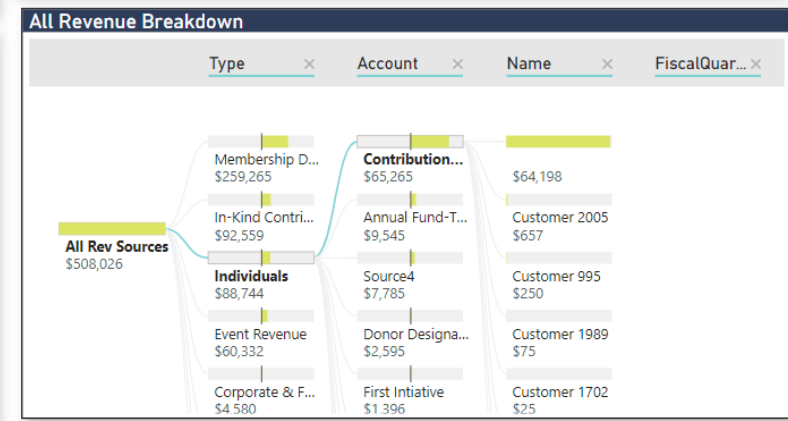 All Revenue Breakdown
Type × Account × Name × FiscalQuar... ×
All Rev Sources
$508,026
Membership D...
$259,265
In-Kind Contri...
$92,559
Individuals
$88,744
Event Revenue
$60,332
Corporate & F...
$4,580
Contribution...
$65,265
Annual Fund-T...
$9,545
Source4
$7,785
Donor Designa...
$2,595
First Intiative
$1,396
$64,198
Customer 2005
$657
Customer 995
$250
Customer 1989
$75
Customer 1702
$25